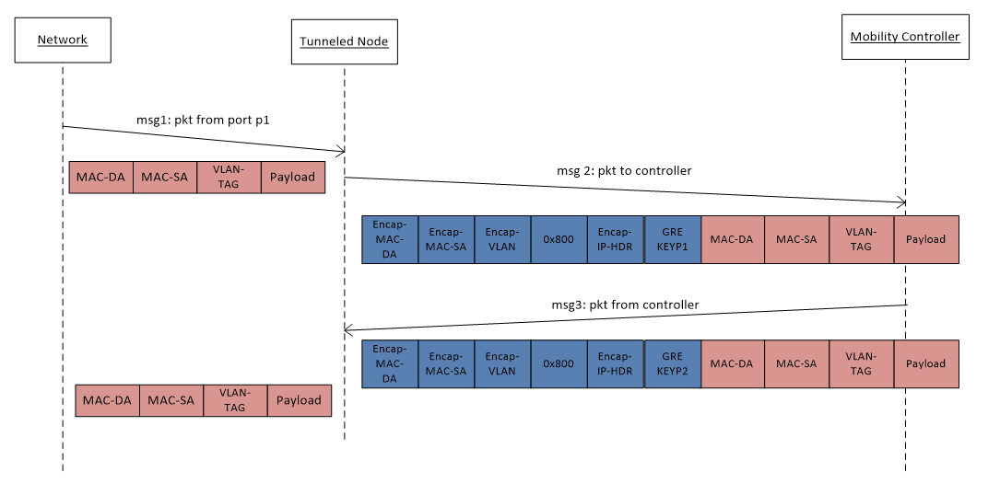 Network
Tunneled Node
Mobility Controller
msg1: pkt from port p1
MAC-DA
MAC-SA
VLAN-
TAG
Payload
msg 2: pkt to controller
Encap-
MAC-
DA
Encap-
MAC-SA
Encap-
VLAN
0x800
Encap-
IP-HDR
GRE
KEYP1
MAC-DA
MAC-SA
VLAN-
TAG
Payload
msg3: pkt from controller
Encap-
MAC-
DA
Encap-
MAC-SA
Encap-
VLAN
0x800
Encap-
IP-HDR
GRE
KEYP2
MAC-DA
MAC-SA
VLAN-
TAG
Payload
MAC-DA
MAC-SA
VLAN-
TAG
Payload